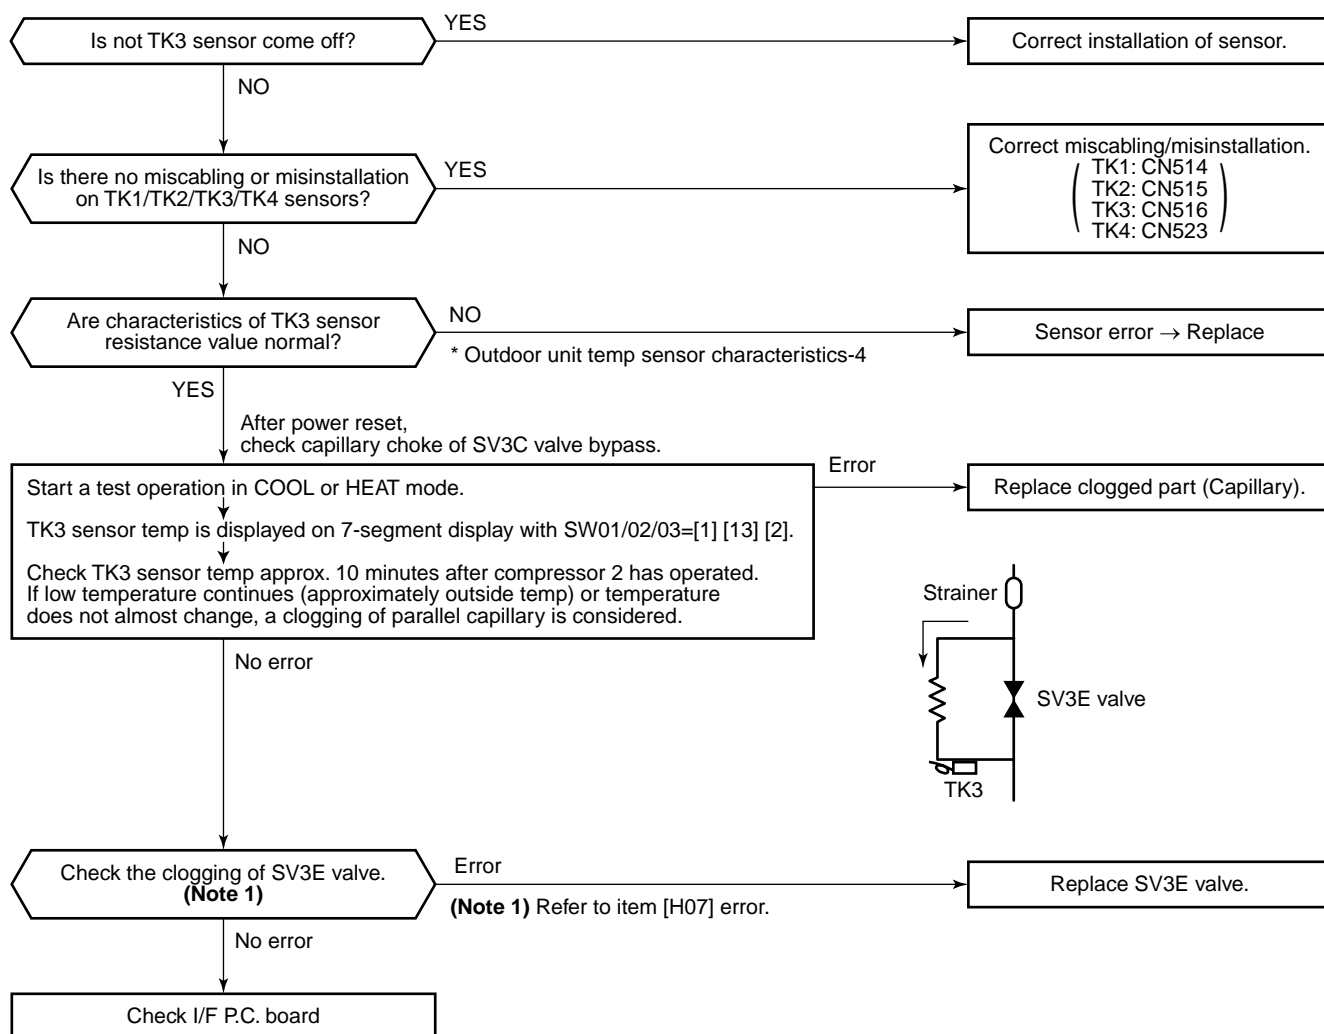 Is not TK3 sensor come off?
YES
Correct installation of sensor.
NO
Is there no miscabling or misinstallation
on TK1/TK2/TK3/TK4 sensors?
YES
Correct miscabling/misinstallation.
TK1: CN514
TK2: CN515
TK3: CN516
TK4: CN523
NO
Are characteristics of TK3 sensor
resistance value normal?
NO
* Outdoor unit temp sensor characteristics-4
Sensor error → Replace
YES
After power reset,
check capillary choke of SV3C valve bypass.
Start a test operation in COOL or HEAT mode.
TK3 sensor temp is displayed on 7-segment display with SW01/02/03=[1] [13] [2].
Check TK3 sensor temp approx. 10 minutes after compressor 2 has operated.
If low temperature continues (approximately outside temp) or temperature
does not almost change, a clogging of parallel capillary is considered.
Error
Replace clogged part (Capillary).
No error
Strainer
SV3E valve
TK3
Check the clogging of SV3E valve.
(Note 1)
Error
(Note 1) Refer to item [H07] error.
Replace SV3E valve.
No error
Check I/F P.C. board